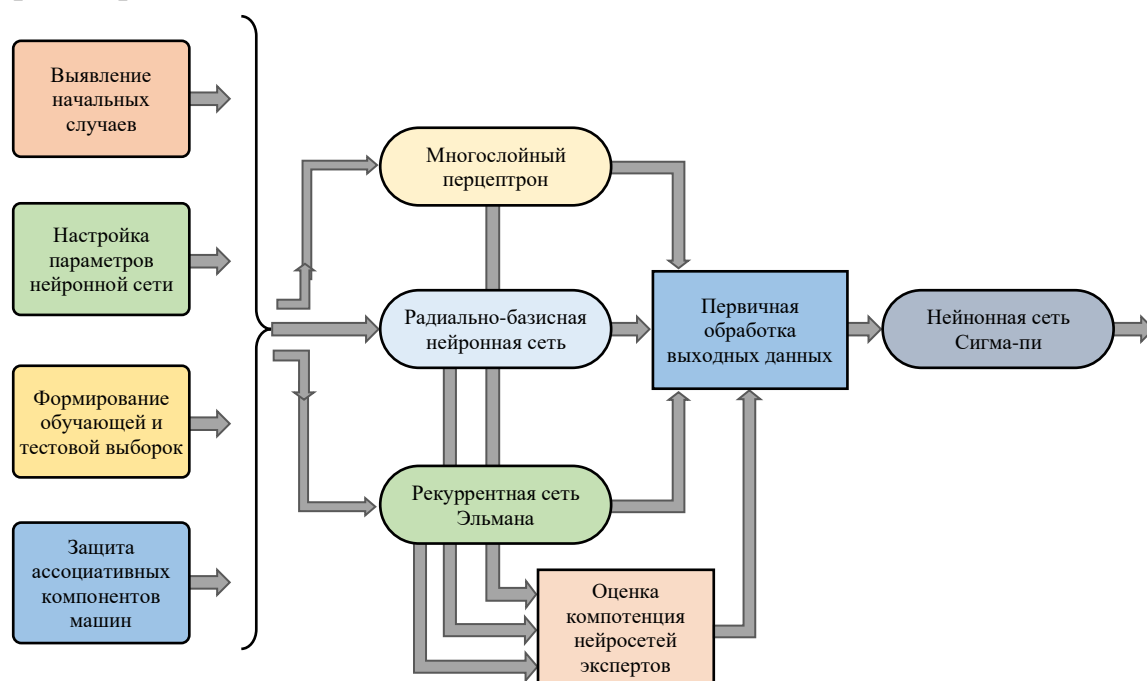 Выявление
начальных
случаев
Настройка
параметров
нейронной сети
Формирование
обучающей и
тестовой выборок
Защита
ассоциативных
компонентов
машин
Многослойный
перцептрон
Радиально-базисная
нейронная сеть
Рекуррентная сеть
Эльмана
Оценка
компотенция
нейросетей
экспертов
Первичная
обработка
выходных данных
Нейнонная сеть
Сигма-пи